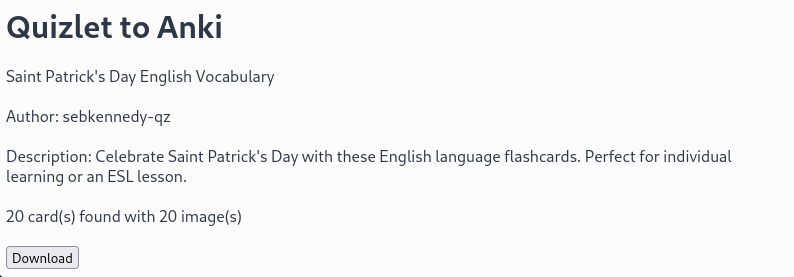 Quizlet to Anki
Saint Patrick's Day English Vocabulary
Author: sebkennedy-qz
Description: Celebrate Saint Patrick's Day with these English language flashcards. Perfect for individual
learning or an ESL lesson.
20 card(s) found with 20 image(s)
Download